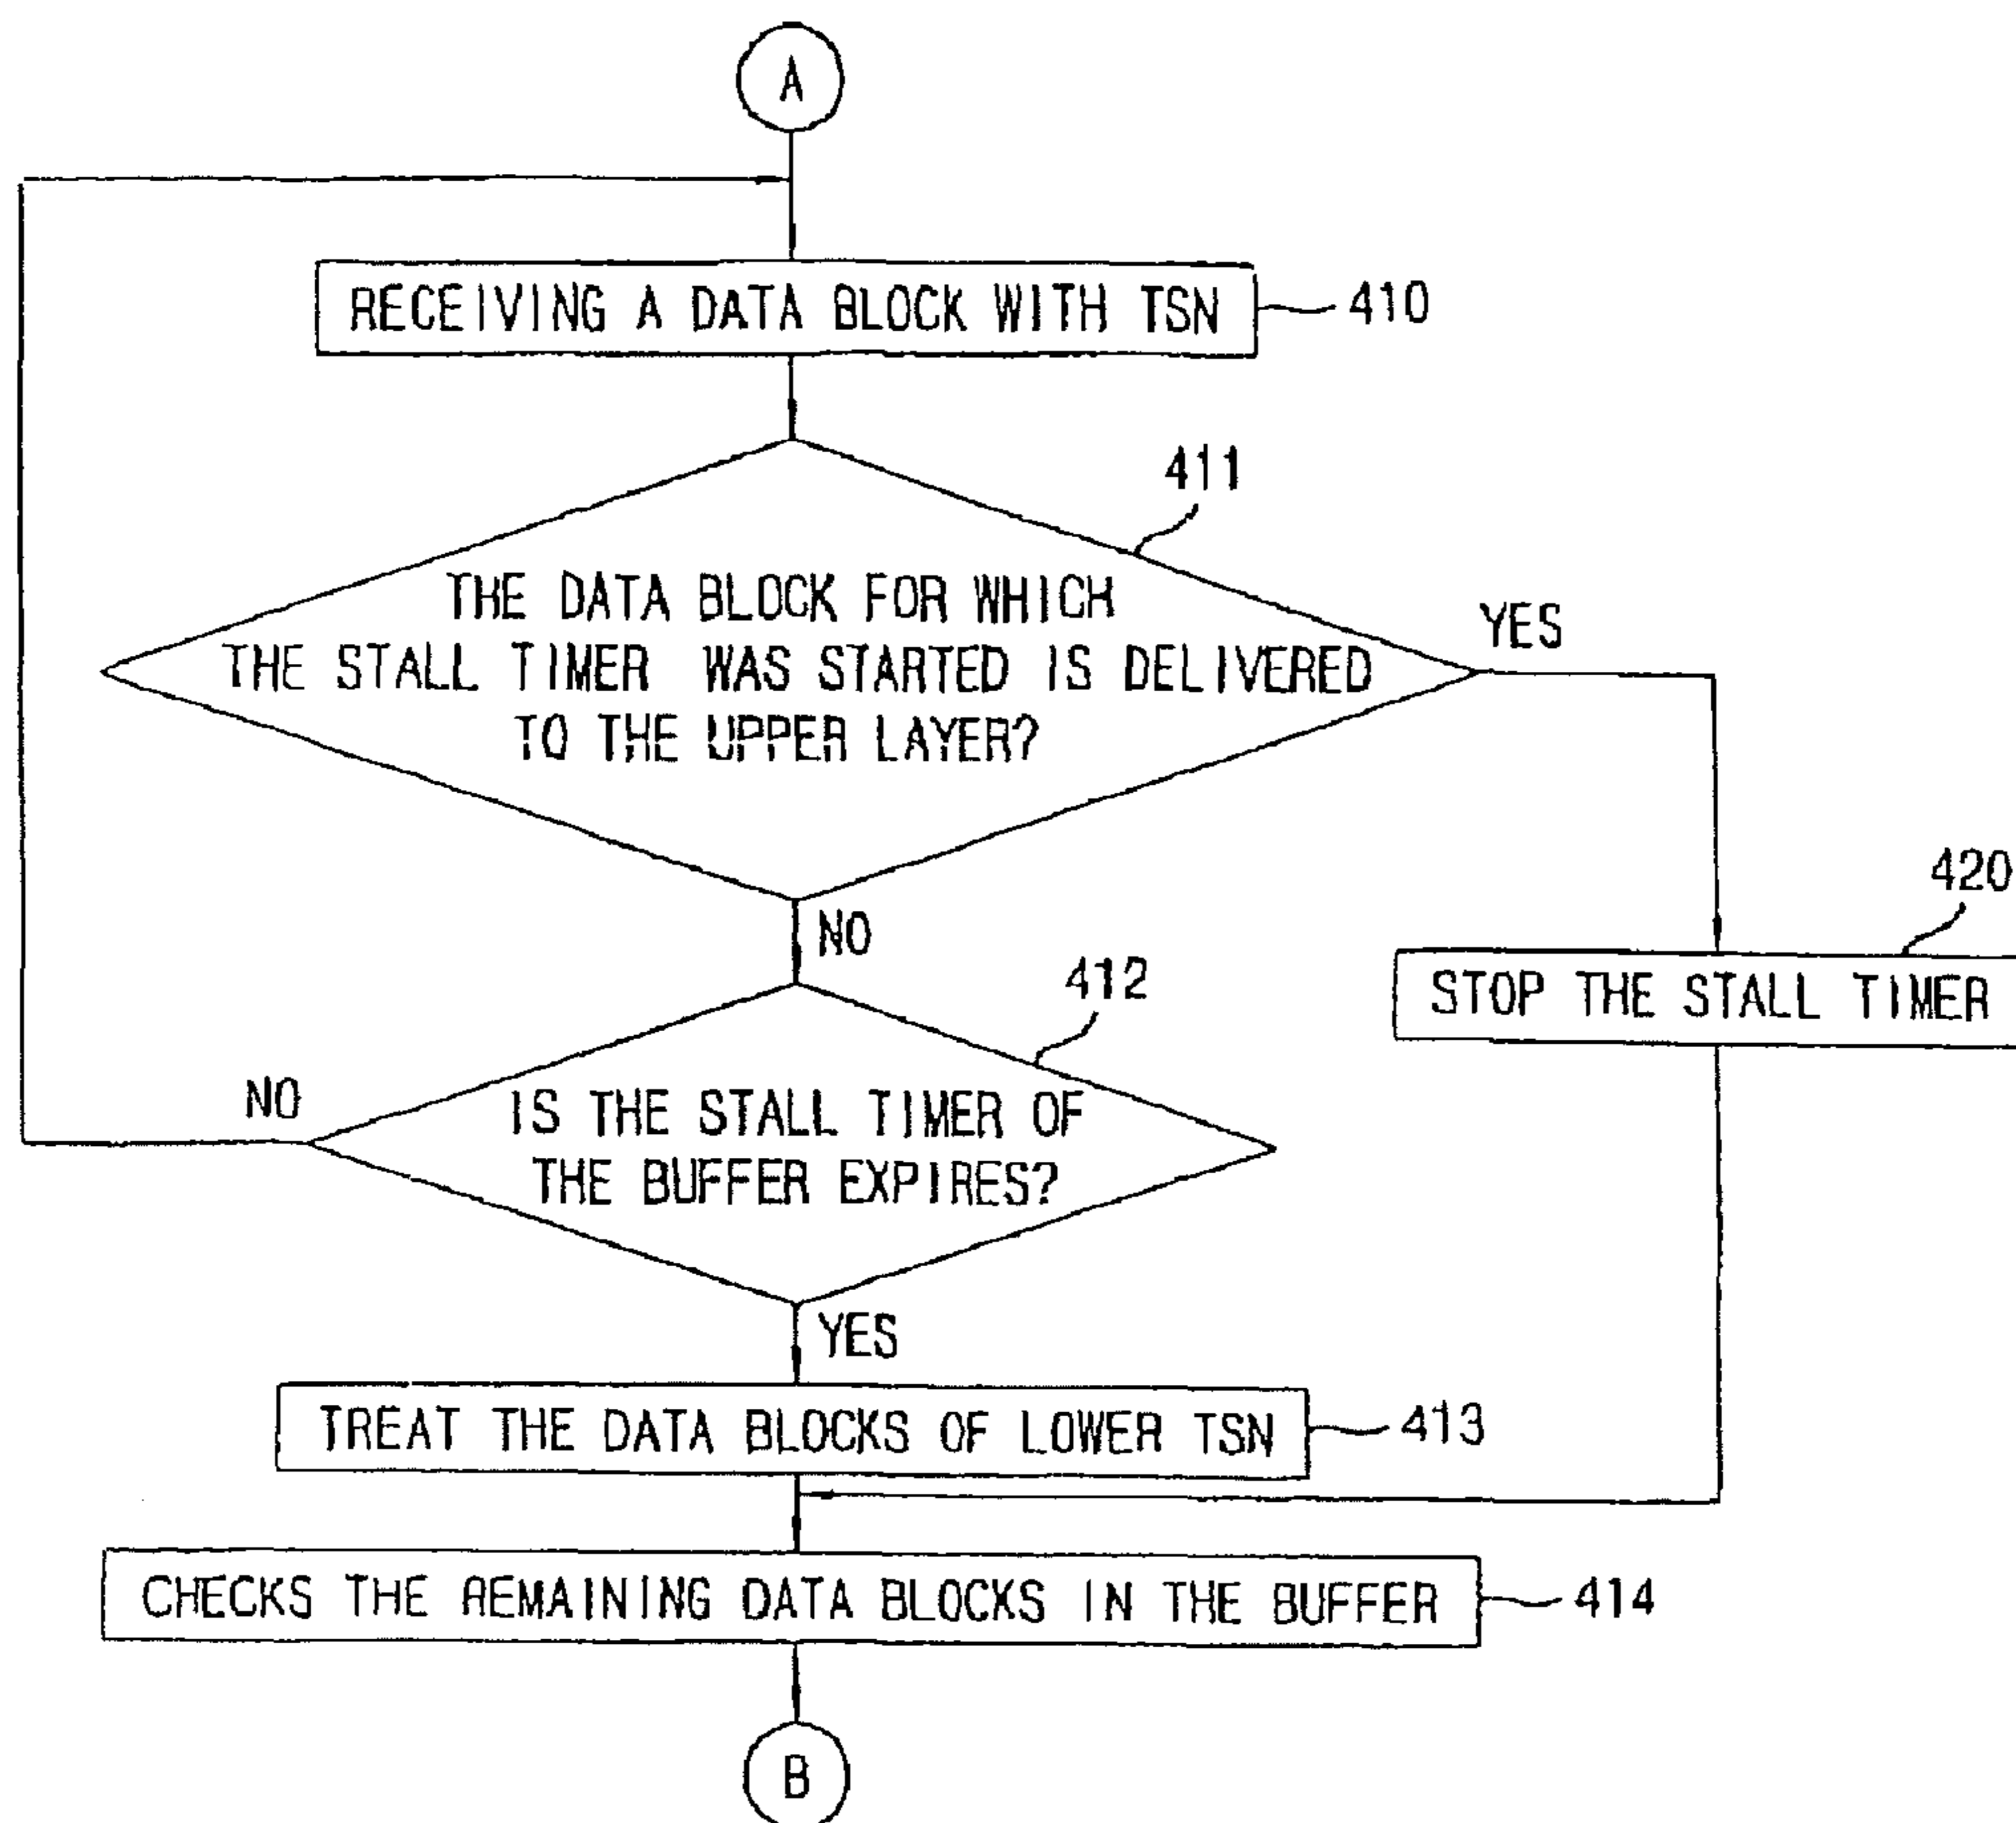 A
RECEIVING A DATA BLOCK WITH TSN
410
411
THE DATA BLOCK FOR WHICH
THE STALL TIMER WAS STARTED IS DELIVERED
TO THE UPPER LAYER?
YES
NO
420
STOP THE STALL TIMER
412
IS THE STALL TIMER OF
THE BUFFER EXPIRES?
NO
YES
TREAT THE DATA BLOCKS OF LOWER TSN
413
CHECKS THE REMAINING DATA BLOCKS IN THE BUFFER
414
B